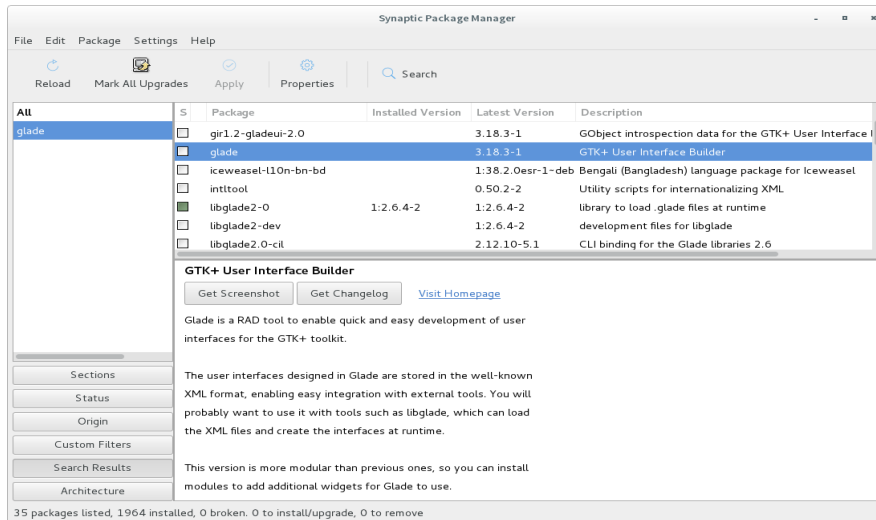 Synaptic Package Manager
File Edit Package Settings Help
Reload Mark All Upgrades Apply Properties Search
All
glade
S Package Installed Version Latest Version Description
gir1.2-gladeui-2.0 3.18.3-1 GObject introspection data for the GTK+ User Interface
glade 3.18.3-1 GTK+ User Interface Builder
iceweasel-l10n-bn-bd 1:38.2.0esr-1~deb Bengali (Bangladesh) language package for Iceweasel
intltool 0.50.2-2 Utility scripts for internationalizing XML
libglade2-0 1:2.6.4-2 1:2.6.4-2 library to load .glade files at runtime
libglade2-dev 1:2.6.4-2 development files for libglade
libglade2.0-cil 2.12.10-5.1 CLI binding for the Glade libraries 2.6
GTK+ User Interface Builder
Get Screenshot Get Changelog Visit Homepage
Glade is a RAD tool to enable quick and easy development of user
interfaces for the GTK+ toolkit.
The user interfaces designed in Glade are stored in the well-known
XML format, enabling easy integration with external tools. You will
probably want to use it with tools such as libglade, which can load
the XML files and create the interfaces at runtime.
This version is more modular than previous ones, so you can install
modules to add additional widgets for Glade to use.
Sections
Status
Origin
Custom Filters
Search Results
Architecture
35 packages listed, 1964 installed, 0 broken. 0 to install/upgrade, 0 to remove